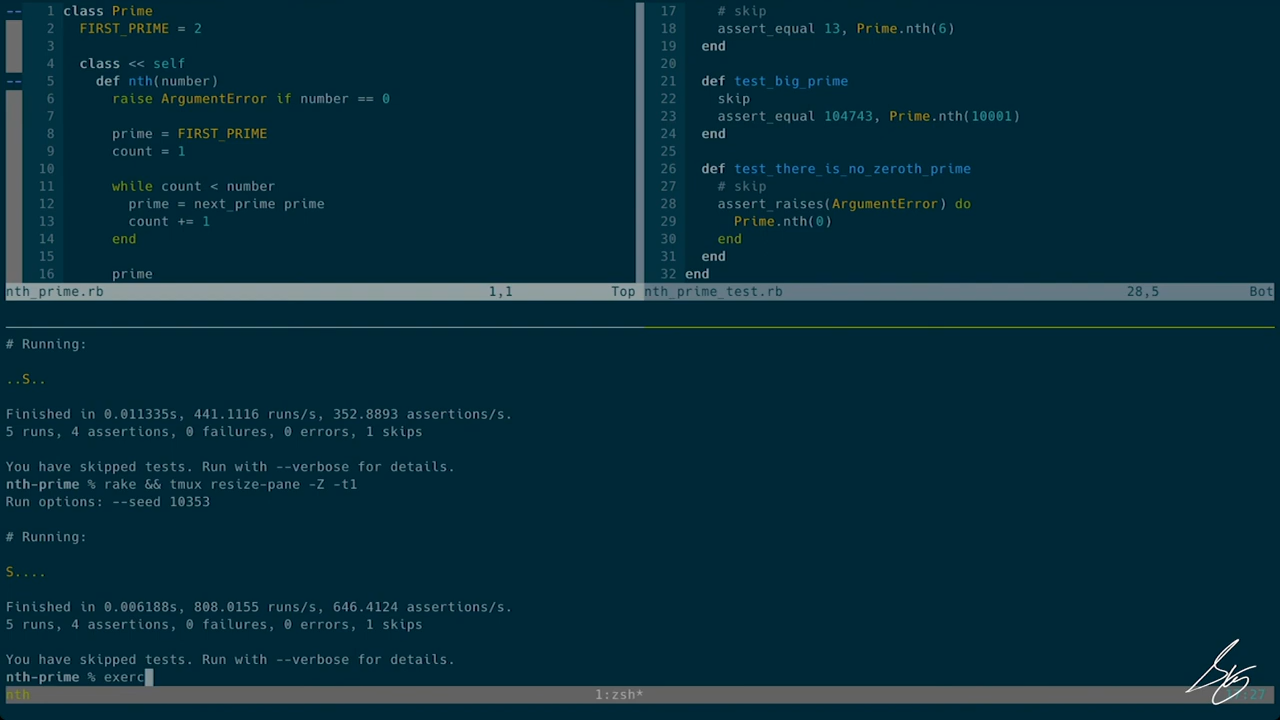 1 class Prime
2 FIRST_PRIME = 2
3
4 class << self
5 def nth(number)
6 raise ArgumentError if number == 0
7
8 prime = FIRST_PRIME
9 count = 1
10
11 while count < number
12 prime = next_prime prime
13 count += 1
14 end
15
16 prime
nth_prime.rb 1,1 Top
17 # skip
18 assert_equal 13, Prime.nth(6)
19 end
20
21 def test_big_prime
22 skip
23 assert_equal 104743, Prime.nth(10001)
24 end
25
26 def test_there_is_no_zeroth_prime
27 # skip
28 assert_raises(ArgumentError) do
29 Prime.nth(0)
30 end
31 end
32 end
nth_prime_test.rb 28,5 Bot
# Running:
..S..
Finished in 0.011335s, 441.1116 runs/s, 352.8893 assertions/s.
5 runs, 4 assertions, 0 failures, 0 errors, 1 skips
You have skipped tests. Run with --verbose for details.
nth-prime % rake && tmux resize-pane -Z -t1
Run options: --seed 10353
# Running:
S....
Finished in 0.006188s, 808.0155 runs/s, 646.4124 assertions/s.
5 runs, 4 assertions, 0 failures, 0 errors, 1 skips
You have skipped tests. Run with --verbose for details.
nth-prime % exerc
nth 1:zsh* :27